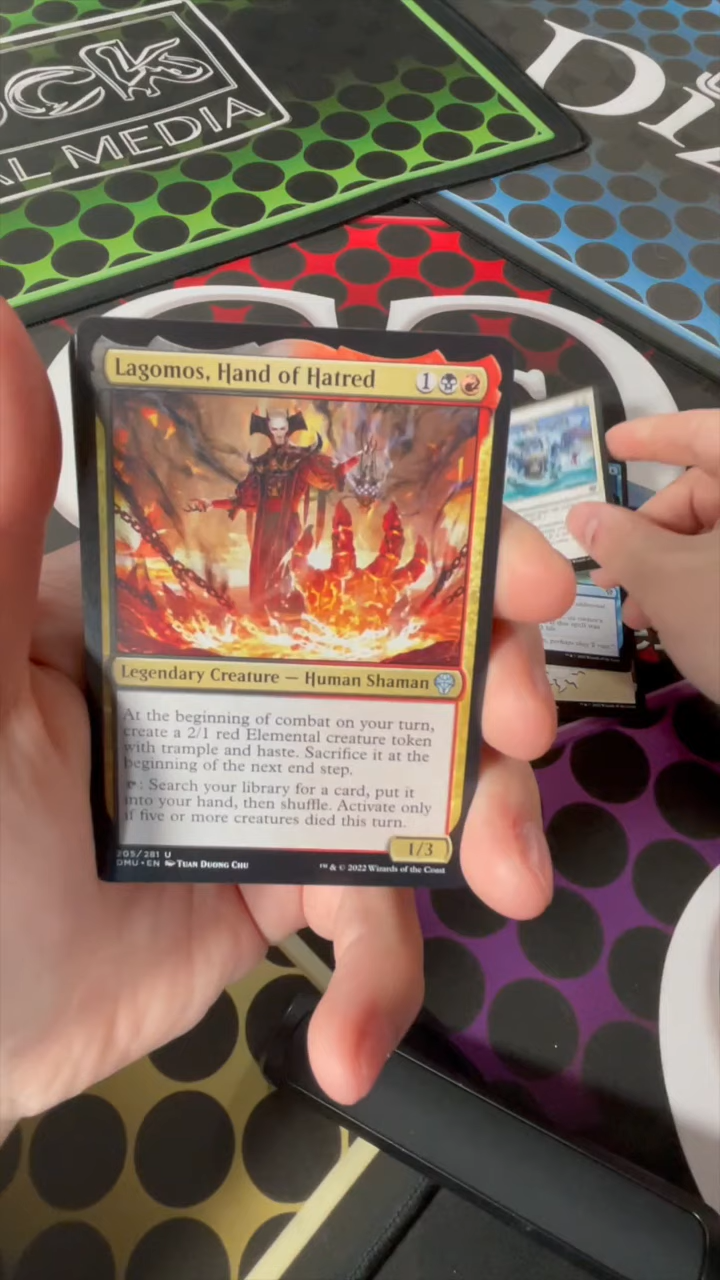 AL MEDIA
Lagomos, Hand of Hatred 1
Legendary Creature — Human Shaman
At the beginning of combat on your turn,
create a 2/1 red Elemental creature token
with trample and haste. Sacrifice it at the
beginning of the next end step.
: Search your library for a card, put it
into your hand, then shuffle. Activate only
if five or more creatures died this turn.
1/3
205/281 U
DMU • EN Tuan Duong Chu
™ & © 2022 Wizards of the Coast